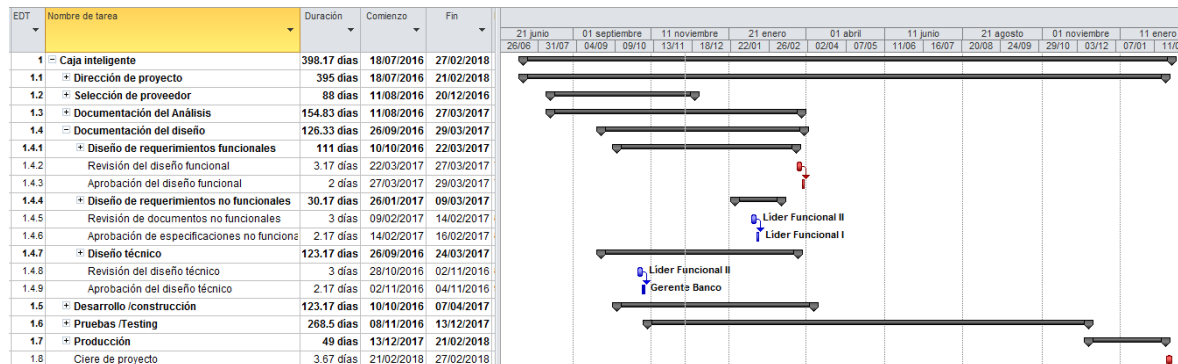 EDT Nombre de tarea Duración Comienzo Fin
21 junio 01 septiembre 11 noviembre 21 enero 01 abril 11 junio 21 agosto 01 noviembre 11 enero
26/06 31/07 04/09 09/10 13/11 18/12 22/01 26/02 02/04 07/05 11/06 16/07 20/08 24/09 29/10 03/12 07/01
1 Caja inteligente 398.17 días 18/07/2016 27/02/2018
1.1 Dirección de proyecto 395 días 18/07/2016 21/02/2018
1.2 Selección de proveedor 88 días 11/08/2016 20/12/2016
1.3 Documentación del Análisis 154.83 días 11/08/2016 27/03/2017
1.4 Documentación del diseño 126.33 días 26/09/2016 29/03/2017
1.4.1 Diseño de requerimientos funcionales 111 días 10/10/2016 22/03/2017
1.4.2 Revisión del diseño funcional 3.17 días 22/03/2017 27/03/2017
1.4.3 Aprobación del diseño funcional 2 días 27/03/2017 29/03/2017
1.4.4 Diseño de requerimientos no funcionales 30.17 días 26/01/2017 09/03/2017
1.4.5 Revisión de documentos no funcionales 3 días 09/02/2017 14/02/2017 Líder Funcional II
1.4.6 Aprobación de especificaciones no funciona 2.17 días 14/02/2017 16/02/2017 Líder Funcional I
1.4.7 Diseño técnico 123.17 días 26/09/2016 24/03/2017
1.4.8 Revisión del diseño técnico 3 días 28/10/2016 02/11/2016 Líder Funcional II
1.4.9 Aprobación del diseño técnico 2.17 días 02/11/2016 04/11/2016 Gerente Banco
1.5 Desarrollo /construcción 123.17 días 10/10/2016 07/04/2017
1.6 Pruebas /Testing 268.5 días 08/11/2016 13/12/2017
1.7 Producción 49 días 13/12/2017 21/02/2018
1.8 Ciere de proyecto 3.67 días 21/02/2018 27/02/2018